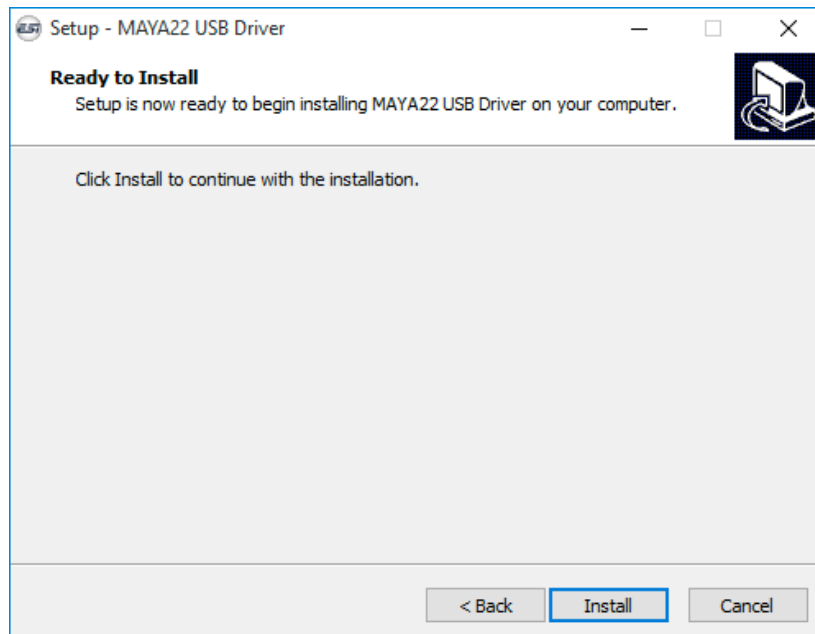 ESI Setup - MAYA22 USB Driver
Ready to Install
Setup is now ready to begin installing MAYA22 USB Driver on your computer.
Click Install to continue with the installation.
< Back Install Cancel